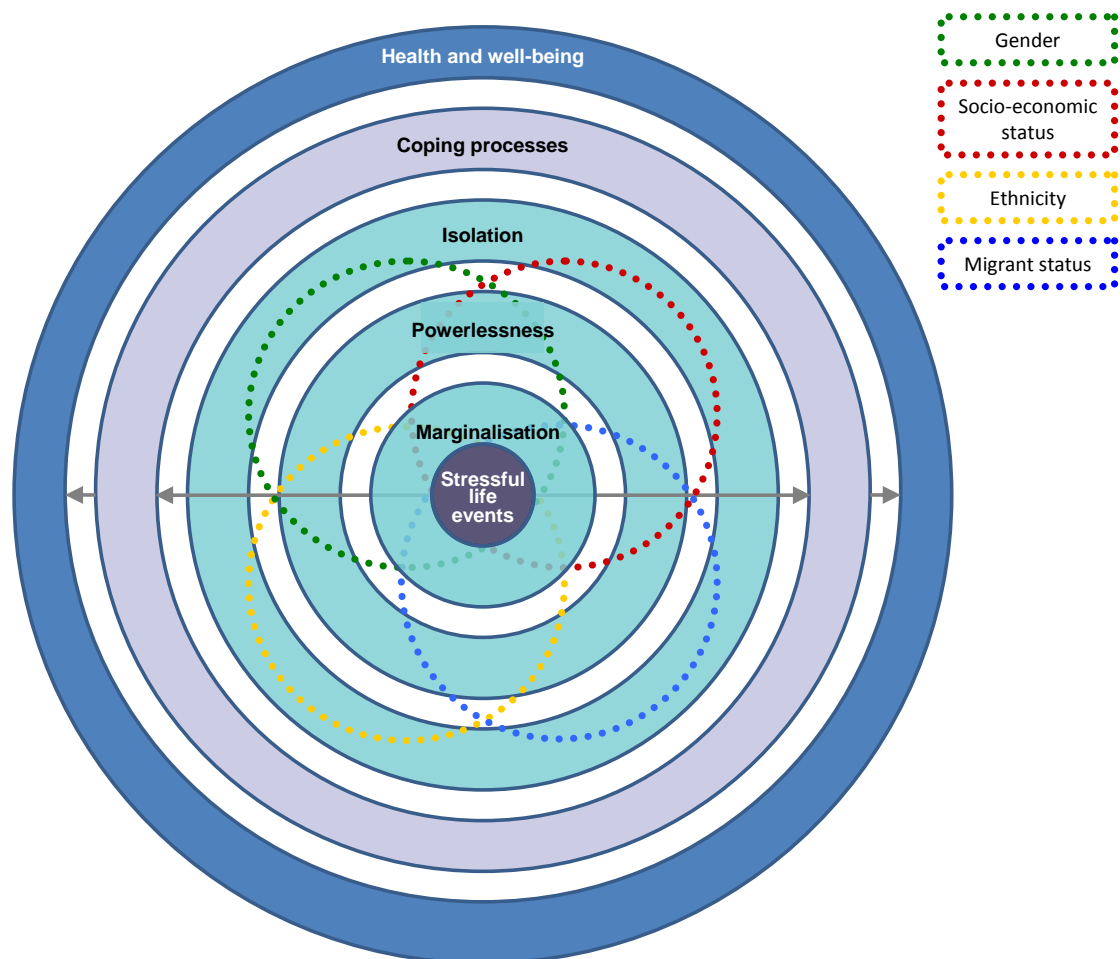 Health and well-being
Coping processes
Isolation
Powerlessness
Marginalisation
Stressful
life
events
Gender
Socio-economic
status
Ethnicity
Migrant status